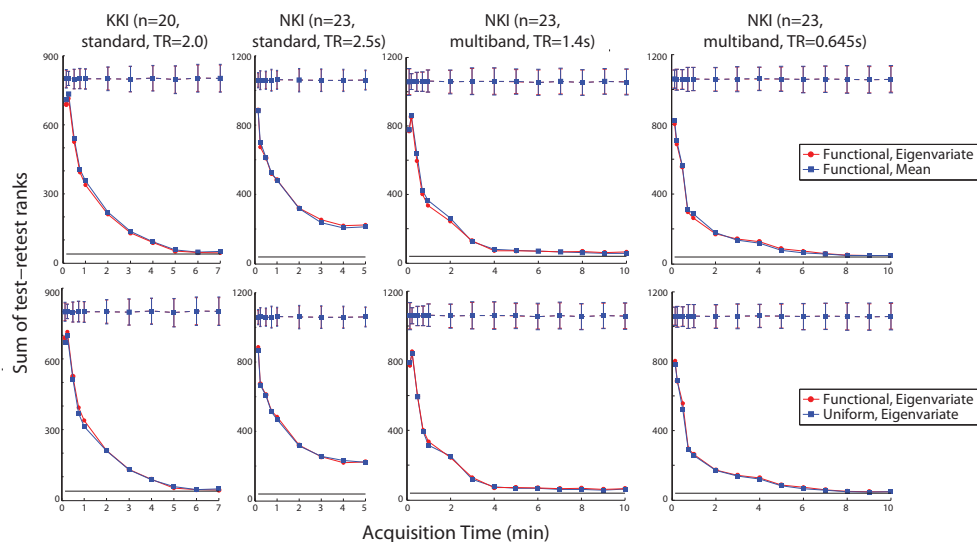 KKI (n=20,
standard, TR=2.0)
NKI (n=23,
standard, TR=2.5s)
NKI (n=23,
multiband, TR=1.4s)
NKI (n=23,
multiband, TR=0.645s)
Sum of test–retest ranks
900
600
300
0
0 1 2 3 4 5 6 7
1200
800
400
0
0 1 2 3 4 5
1200
800
400
0
0 2 4 6 8 10
1200
800
400
0
0 2 4 6 8 10
Functional, Eigenvariate
Functional, Mean
900
600
300
0
0 1 2 3 4 5 6 7
1200
800
400
0
0 1 2 3 4 5
1200
800
400
0
0 2 4 6 8 10
1200
800
400
0
0 2 4 6 8 10
Functional, Eigenvariate
Uniform, Eigenvariate
Acquisition Time (min)